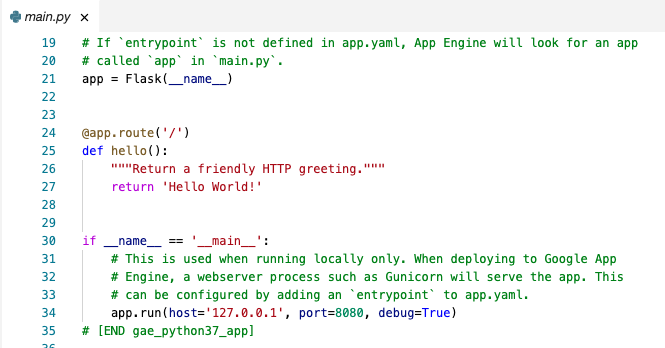 main.py ×
19 # If `entrypoint` is not defined in app.yaml, App Engine will look for an app
20 # called `app` in `main.py`.
21 app = Flask(__name__)
22
23
24 @app.route('/')
25 def hello():
26     """Return a friendly HTTP greeting."""
27     return 'Hello World!'
28
29
30 if __name__ == '__main__':
31     # This is used when running locally only. When deploying to Google App
32     # Engine, a webserver process such as Gunicorn will serve the app. This
33     # can be configured by adding an `entrypoint` to app.yaml.
34     app.run(host='127.0.0.1', port=8080, debug=True)
35 # [END gae_python37_app]